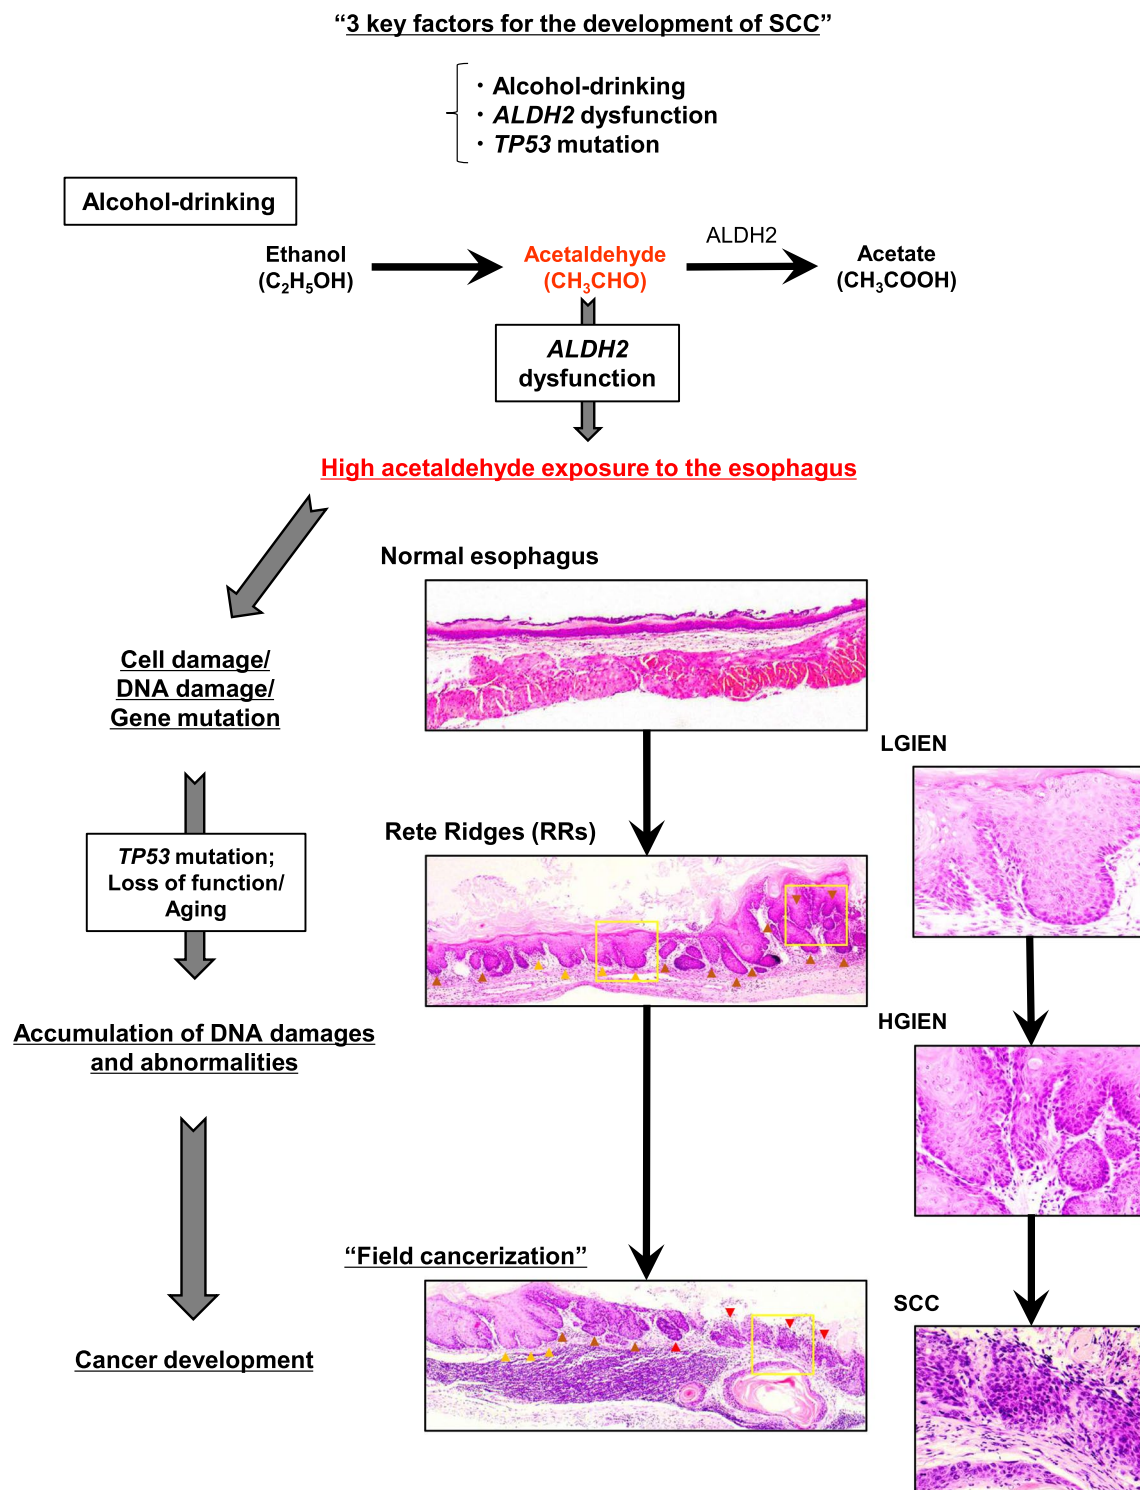 “3 key factors for the development of SCC”
・Alcohol-drinking
・ALDH2 dysfunction
・TP53 mutation
Alcohol-drinking
Ethanol
(C₂H₅OH)
Acetaldehyde
(CH₃CHO)
ALDH2
Acetate
(CH₃COOH)
ALDH2
dysfunction
High acetaldehyde exposure to the esophagus
Normal esophagus
Cell damage/
DNA damage/
Gene mutation
LGIEN
Rete Ridges (RRs)
TP53 mutation;
Loss of function/
Aging
HGIEN
Accumulation of DNA damages
and abnormalities
“Field cancerization”
SCC
Cancer development